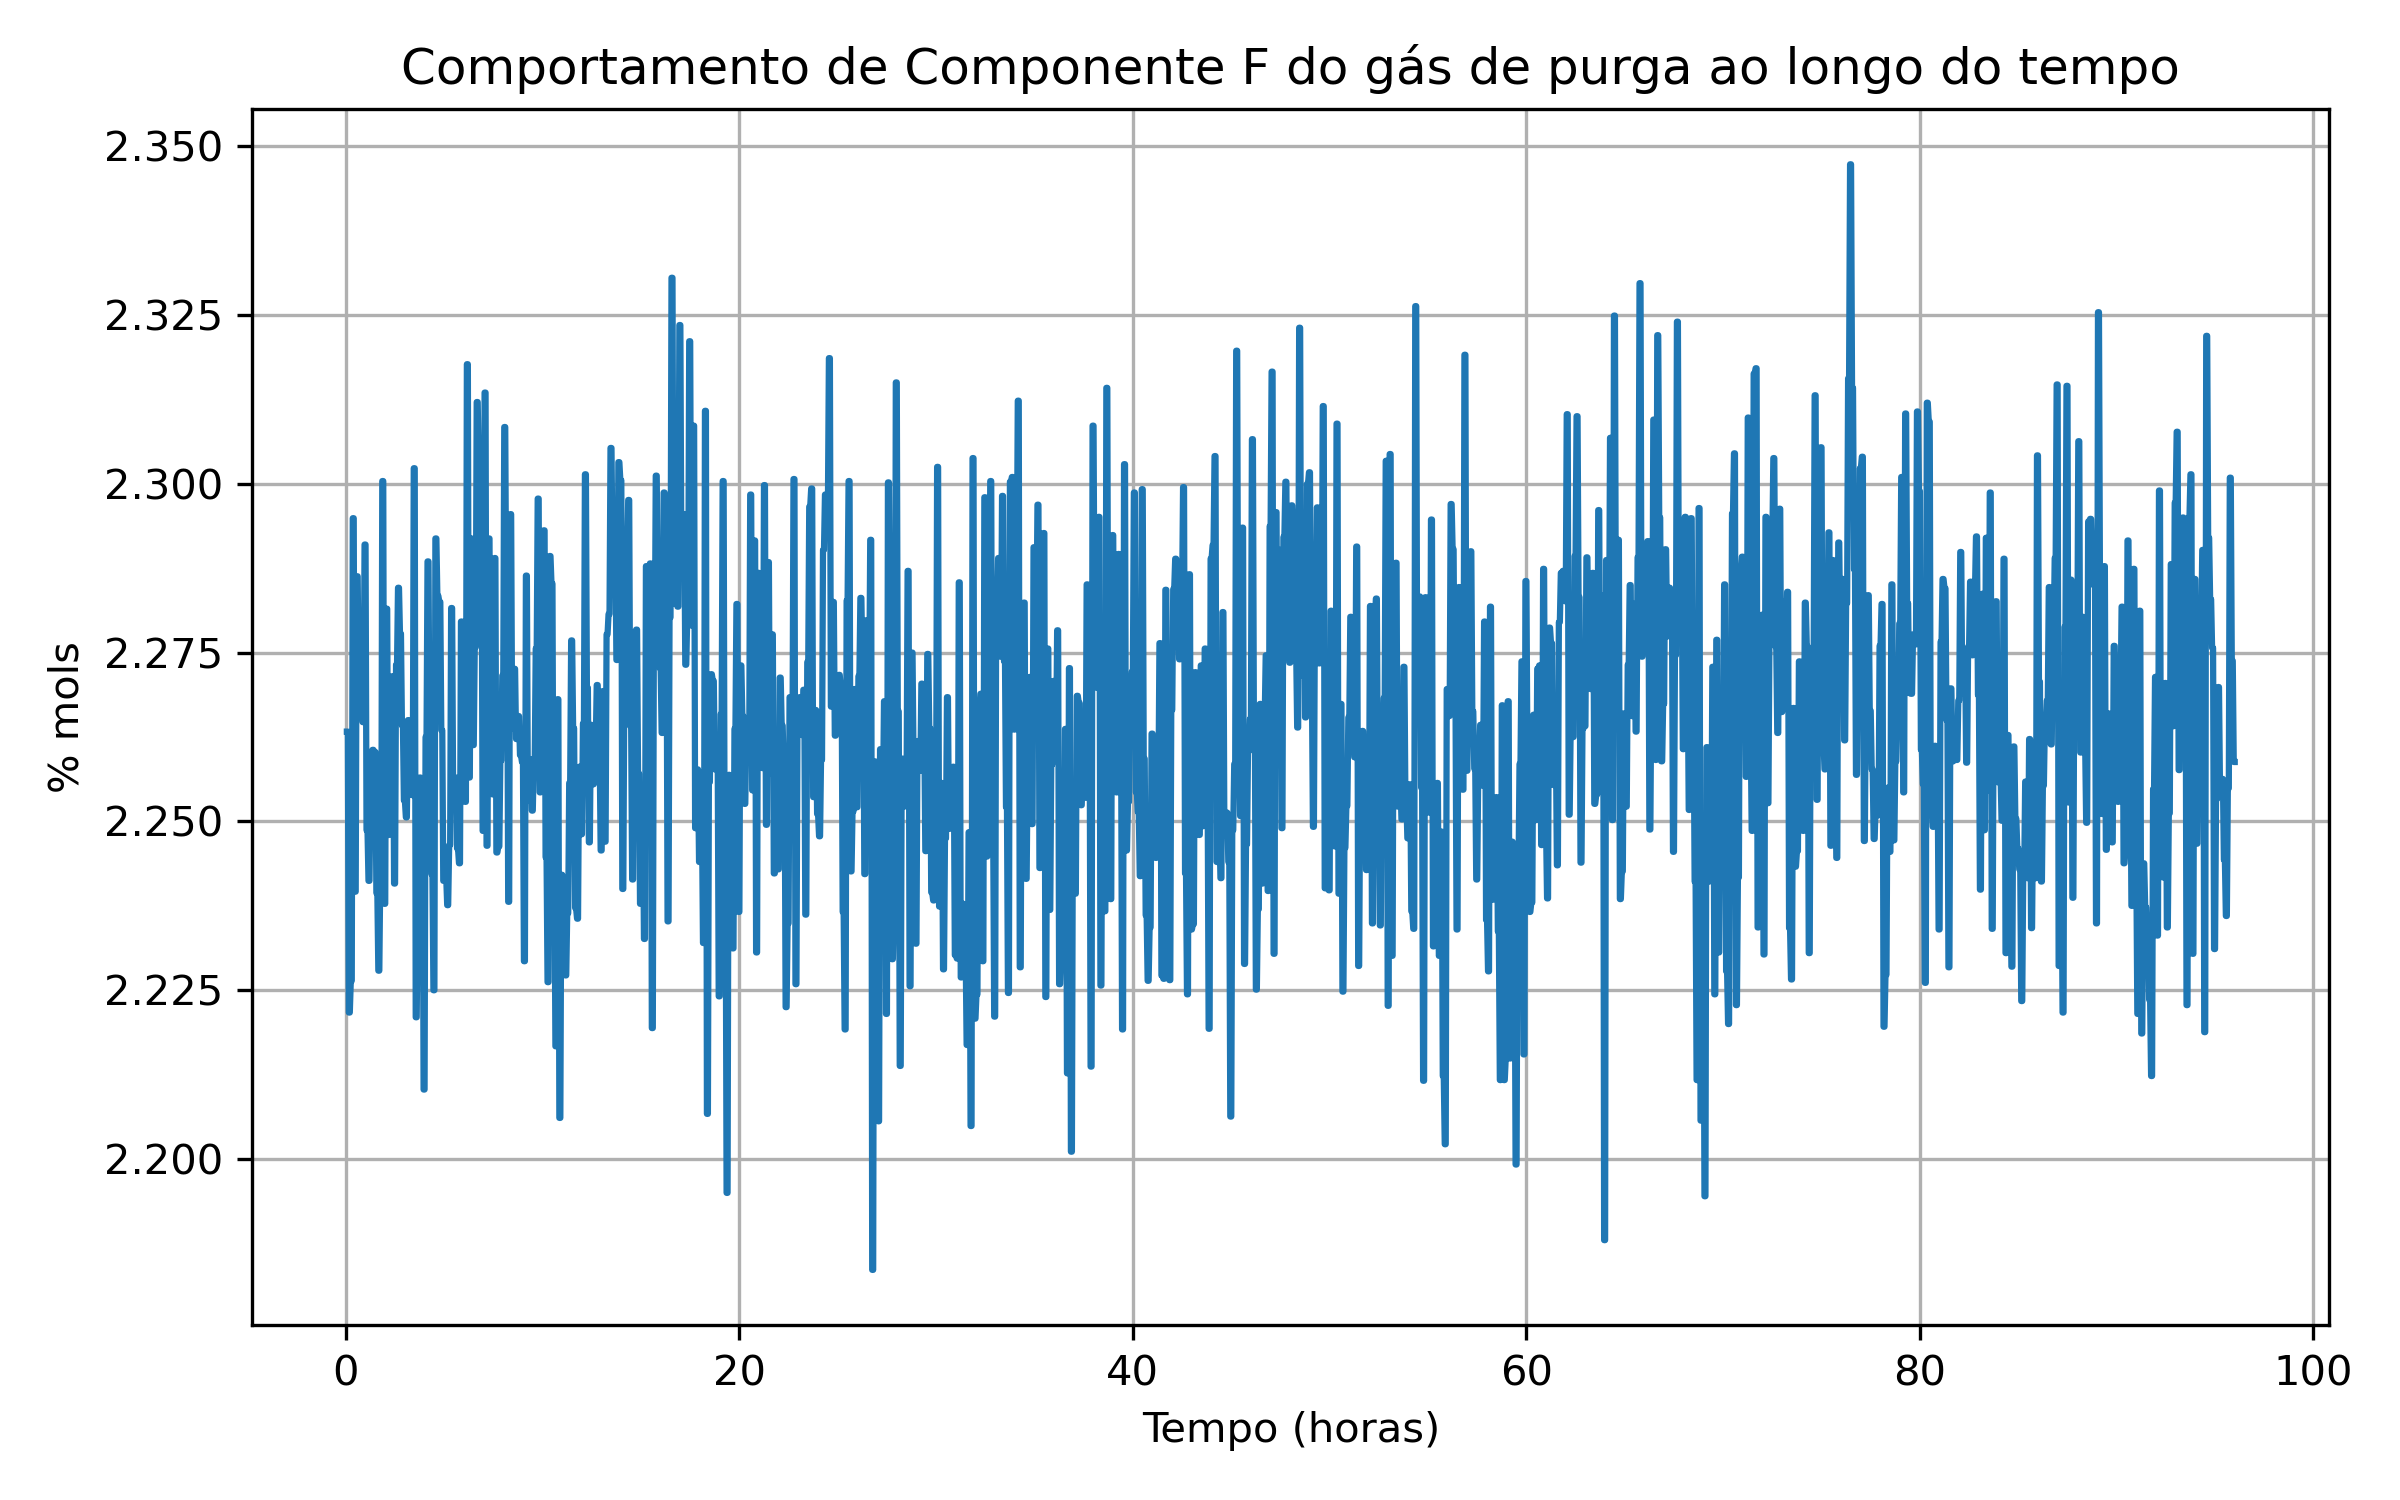 Comportamento de Componente F do gás de purga ao longo do tempo
2.350
2.325
2.300
2.275
2.250
2.225
2.200
% mols
0 20 40 60 80 100
Tempo (horas)